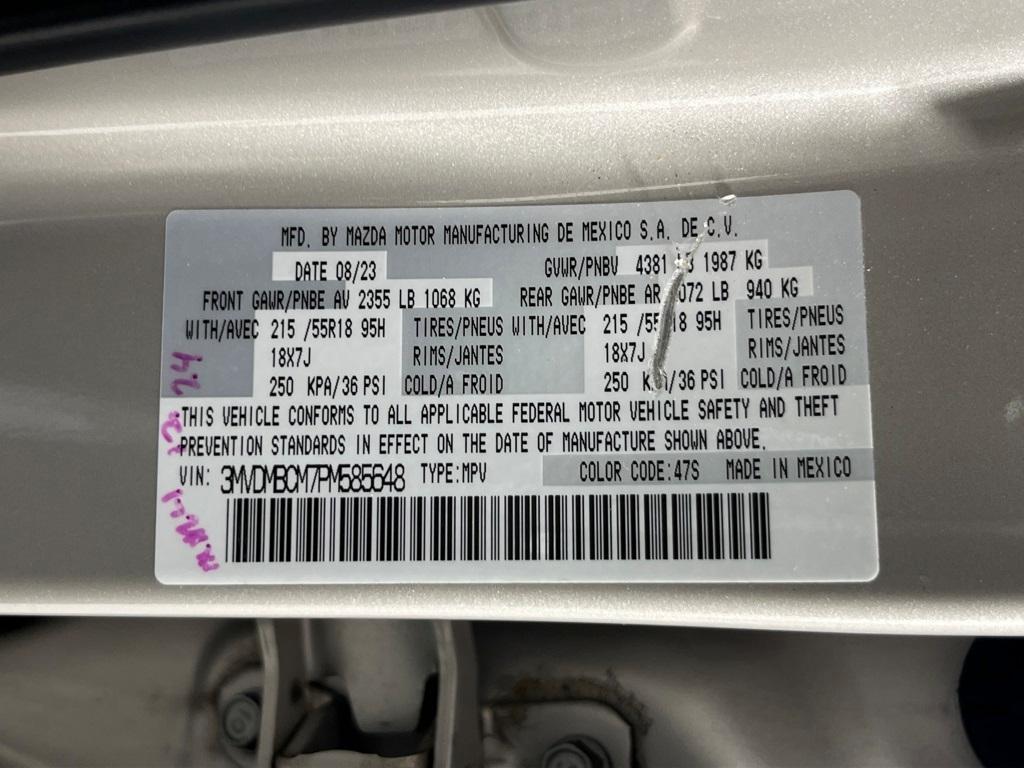 MFD. BY MAZDA MOTOR MANUFACTURING DE MEXICO S.A. DE C.V.
DATE 08/23 GVWR/PNBV 4381 LB 1987 KG
FRONT GAWR/PNBE AV 2355 LB 1068 KG REAR GAWR/PNBE AR 2072 LB 940 KG
WITH/AVEC 215 /55R18 95H TIRES/PNEUS WITH/AVEC 215 /55R18 95H TIRES/PNEUS
18X7J RIMS/JANTES 18X7J RIMS/JANTES
250 KPA/36 PSI COLD/A FROID 250 KPA/36 PSI COLD/A FROID
THIS VEHICLE CONFORMS TO ALL APPLICABLE FEDERAL MOTOR VEHICLE SAFETY AND THEFT
PREVENTION STANDARDS IN EFFECT ON THE DATE OF MANUFACTURE SHOWN ABOVE.
VIN: 3MVDMBCM7PM585648 TYPE:MPV COLOR CODE:47S MADE IN MEXICO